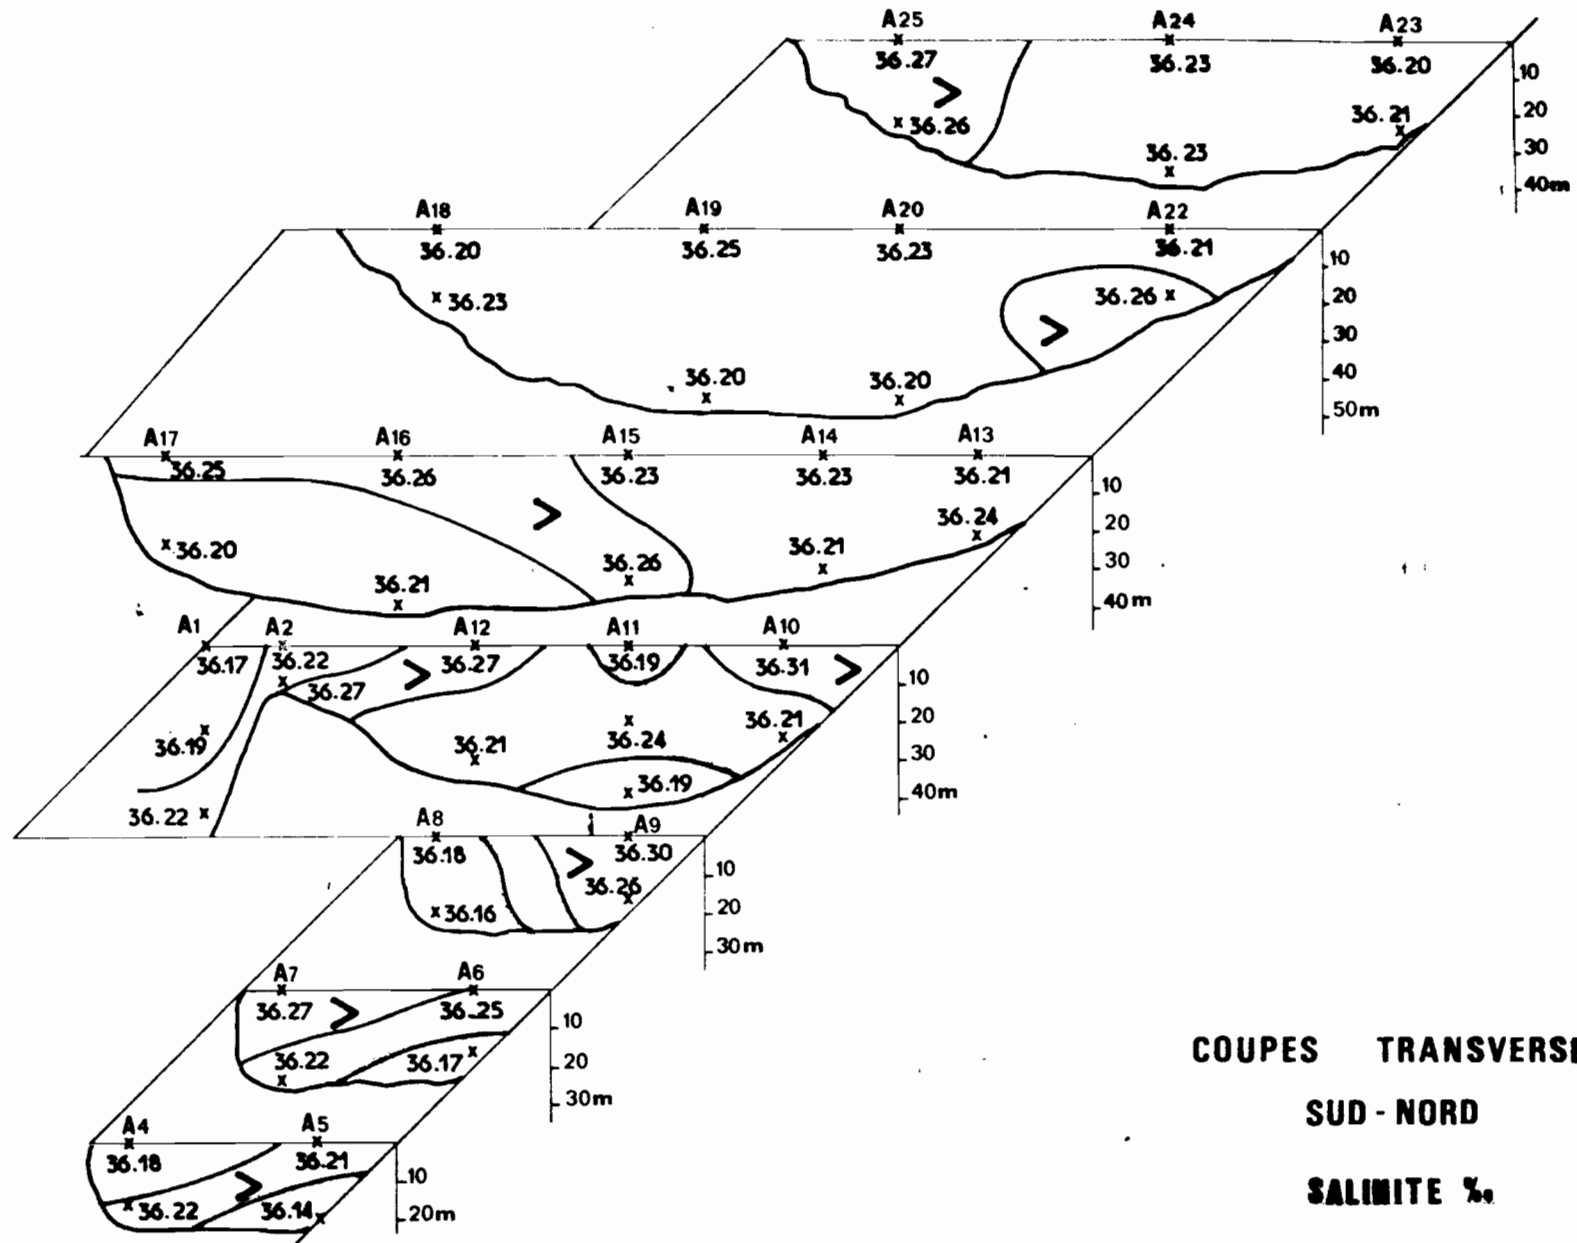 A25 A24 A23
36.27 36.23 36.20
10
> 20
36.26 36.21
36.23 30
40m
A18 A19 A20 A22
36.20 36.25 36.23 36.21
10
36.23 36.26 20
> 30
36.20 36.20 40
50m
A17 A16 A15 A14 A13
36.25 36.26 36.23 36.23 36.21
10
> 36.24 20
36.20 36.26 36.21 30
36.21 40m
A1 A2 A12 A11 A10
36.17 36.22 > 36.27 36.19 36.31 >
36.27 10
36.21 20
36.19 36.21 36.24 30
36.19 40m
36.22
A8 A9
36.18 > 36.30
10
36.26
36.16 20
30m
A7 A6
36.27 > 36.25
10
36.22 36.17 20
30m
A4 A5
36.18 36.21
> 10
36.22 36.14 20m
COUPES TRANSVERS
SUD - NORD
SALINITE ‰